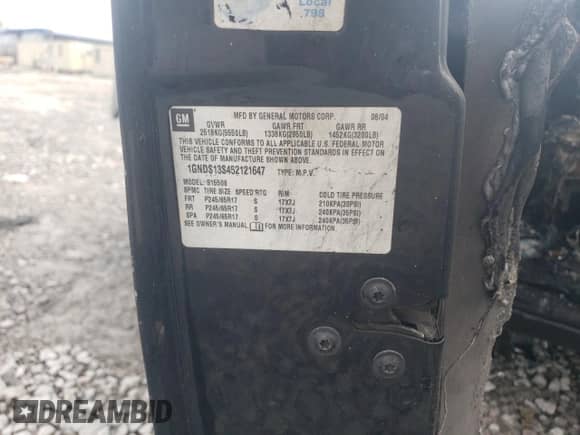 Local
.798
GM
MFD BY GENERAL MOTORS CORP. 06/04
GVWR GAWR FRT GAWR RR
2518KG(5550LB) 1338KG(2950LB) 1452KG(3200LB)
THIS VEHICLE CONFORMS TO ALL APPLICABLE U.S. FEDERAL MOTOR
VEHICLE SAFETY AND THEFT PREVENTION STANDARDS IN EFFECT ON
THE DATE OF MANUFACTURE SHOWN ABOVE.
1GNDS13S452121647 TYPE: M.P.V.
MODEL: S15506
SPMC TIRE SIZE SPEED RTG RIM COLD TIRE PRESSURE
FRT P245/65R17 S 17X7J 210KPA(30PSI)
RR P245/65R17 S 17X7J 240KPA(35PSI)
SPA P245/65R17 S 17X7J 240KPA(35PSI)
SEE OWNER'S MANUAL FOR MORE INFORMATION
DREAMBID